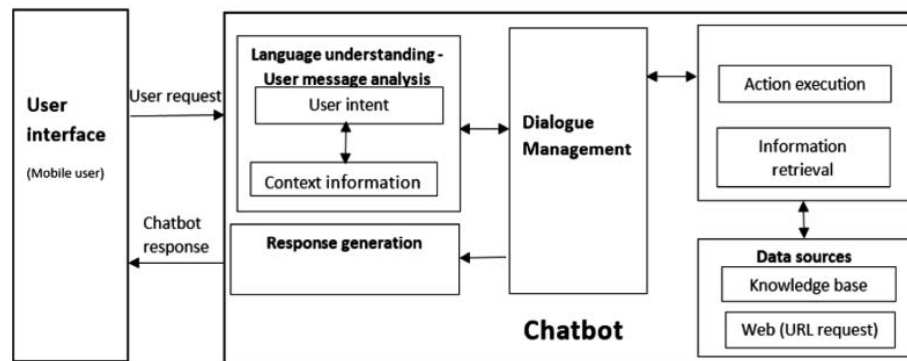 User
interface
(Mobile user)
User request
Chatbot
response
Language understanding -
User message analysis
User intent
Context information
Response generation
Dialogue
Management
Action execution
Information
retrieval
Data sources
Knowledge base
Web (URL request)
Chatbot